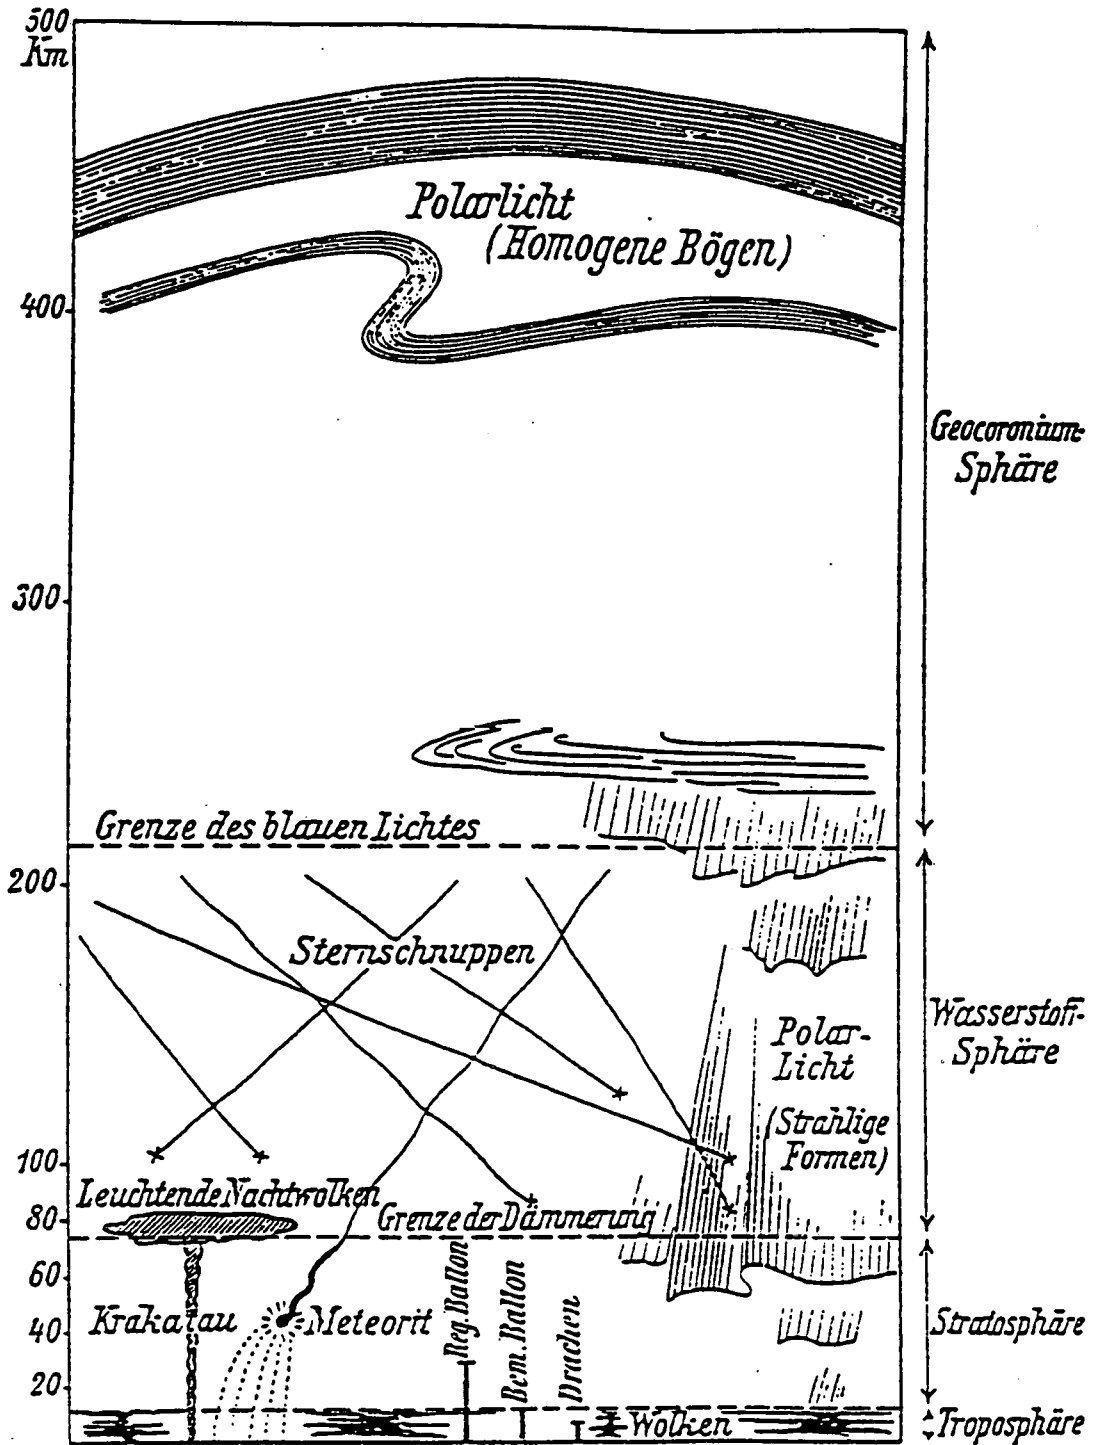 500
Km
Polarlicht
(Homogene Bögen)
400
Geocoronium-
Sphäre
300
Grenze des blauen Lichtes
200
Sternschnuppen
Wasserstoff-
Sphäre
Polar-
Licht
(Strahlige
Formen)
100
Leuchtende Nachtwolken
80
Grenze der Dämmerung
60
Krakatau
Meteorit
Reg. Ballon
Bem. Ballon
Drachen
40
Stratosphäre
20
Wolken
Troposphäre